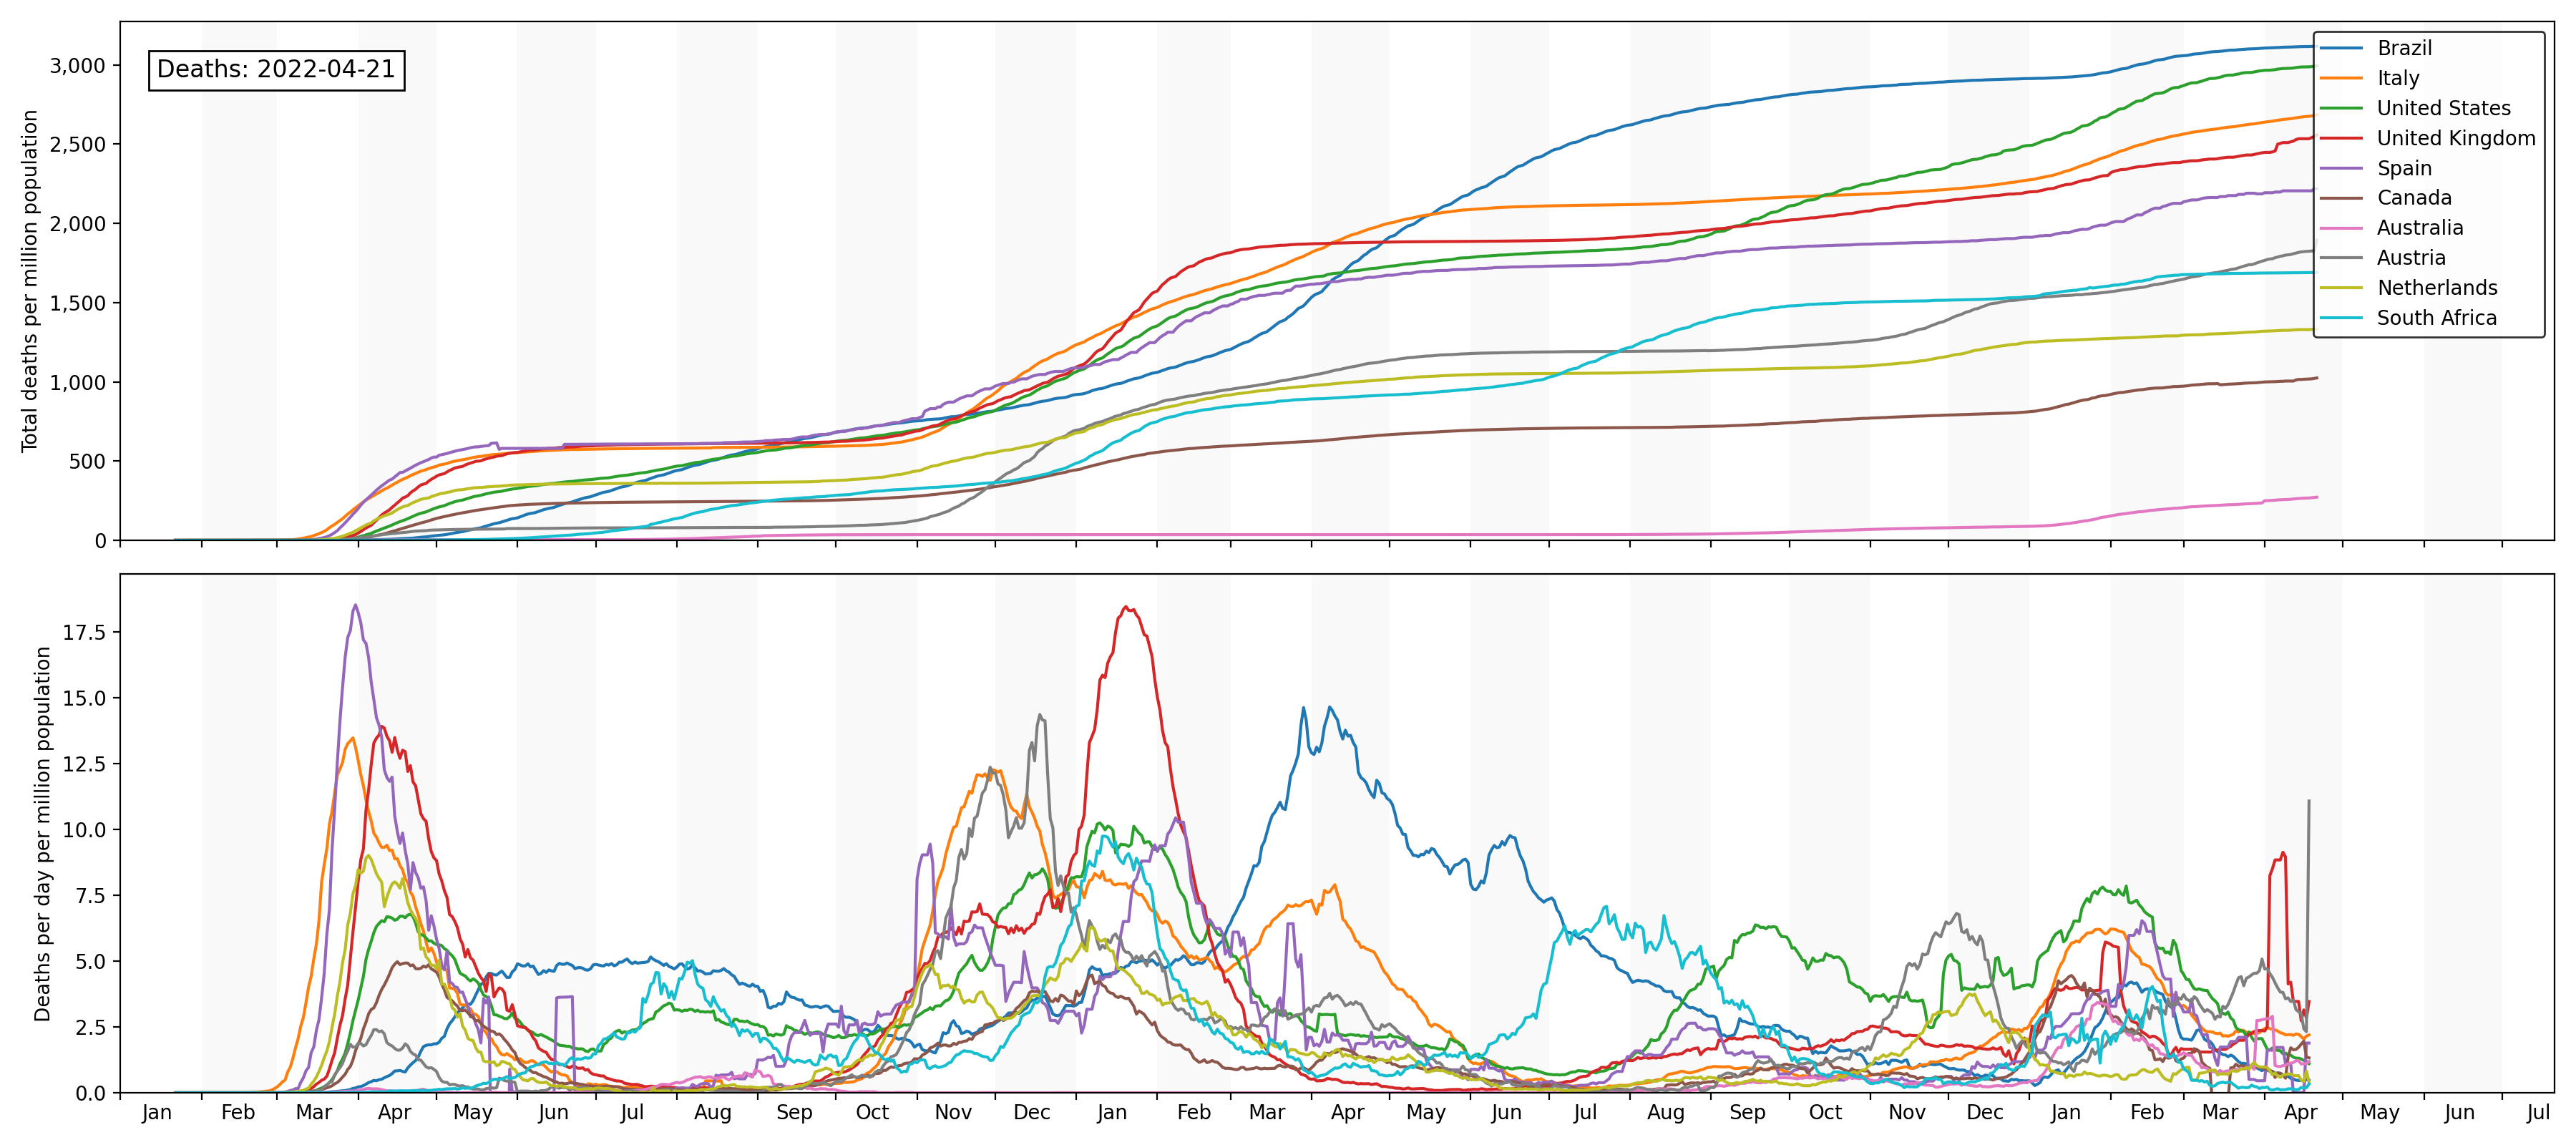 Deaths: 2022-04-21
Total deaths per million population
3,000
2,500
2,000
1,500
1,000
500
0
Brazil
Italy
United States
United Kingdom
Spain
Canada
Australia
Austria
Netherlands
South Africa
Deaths per day per million population
17.5
15.0
12.5
10.0
7.5
5.0
2.5
0.0
Jan Feb Mar Apr May Jun Jul Aug Sep Oct Nov Dec Jan Feb Mar Apr May Jun Jul Aug Sep Oct Nov Dec Jan Feb Mar Apr May Jun Jul